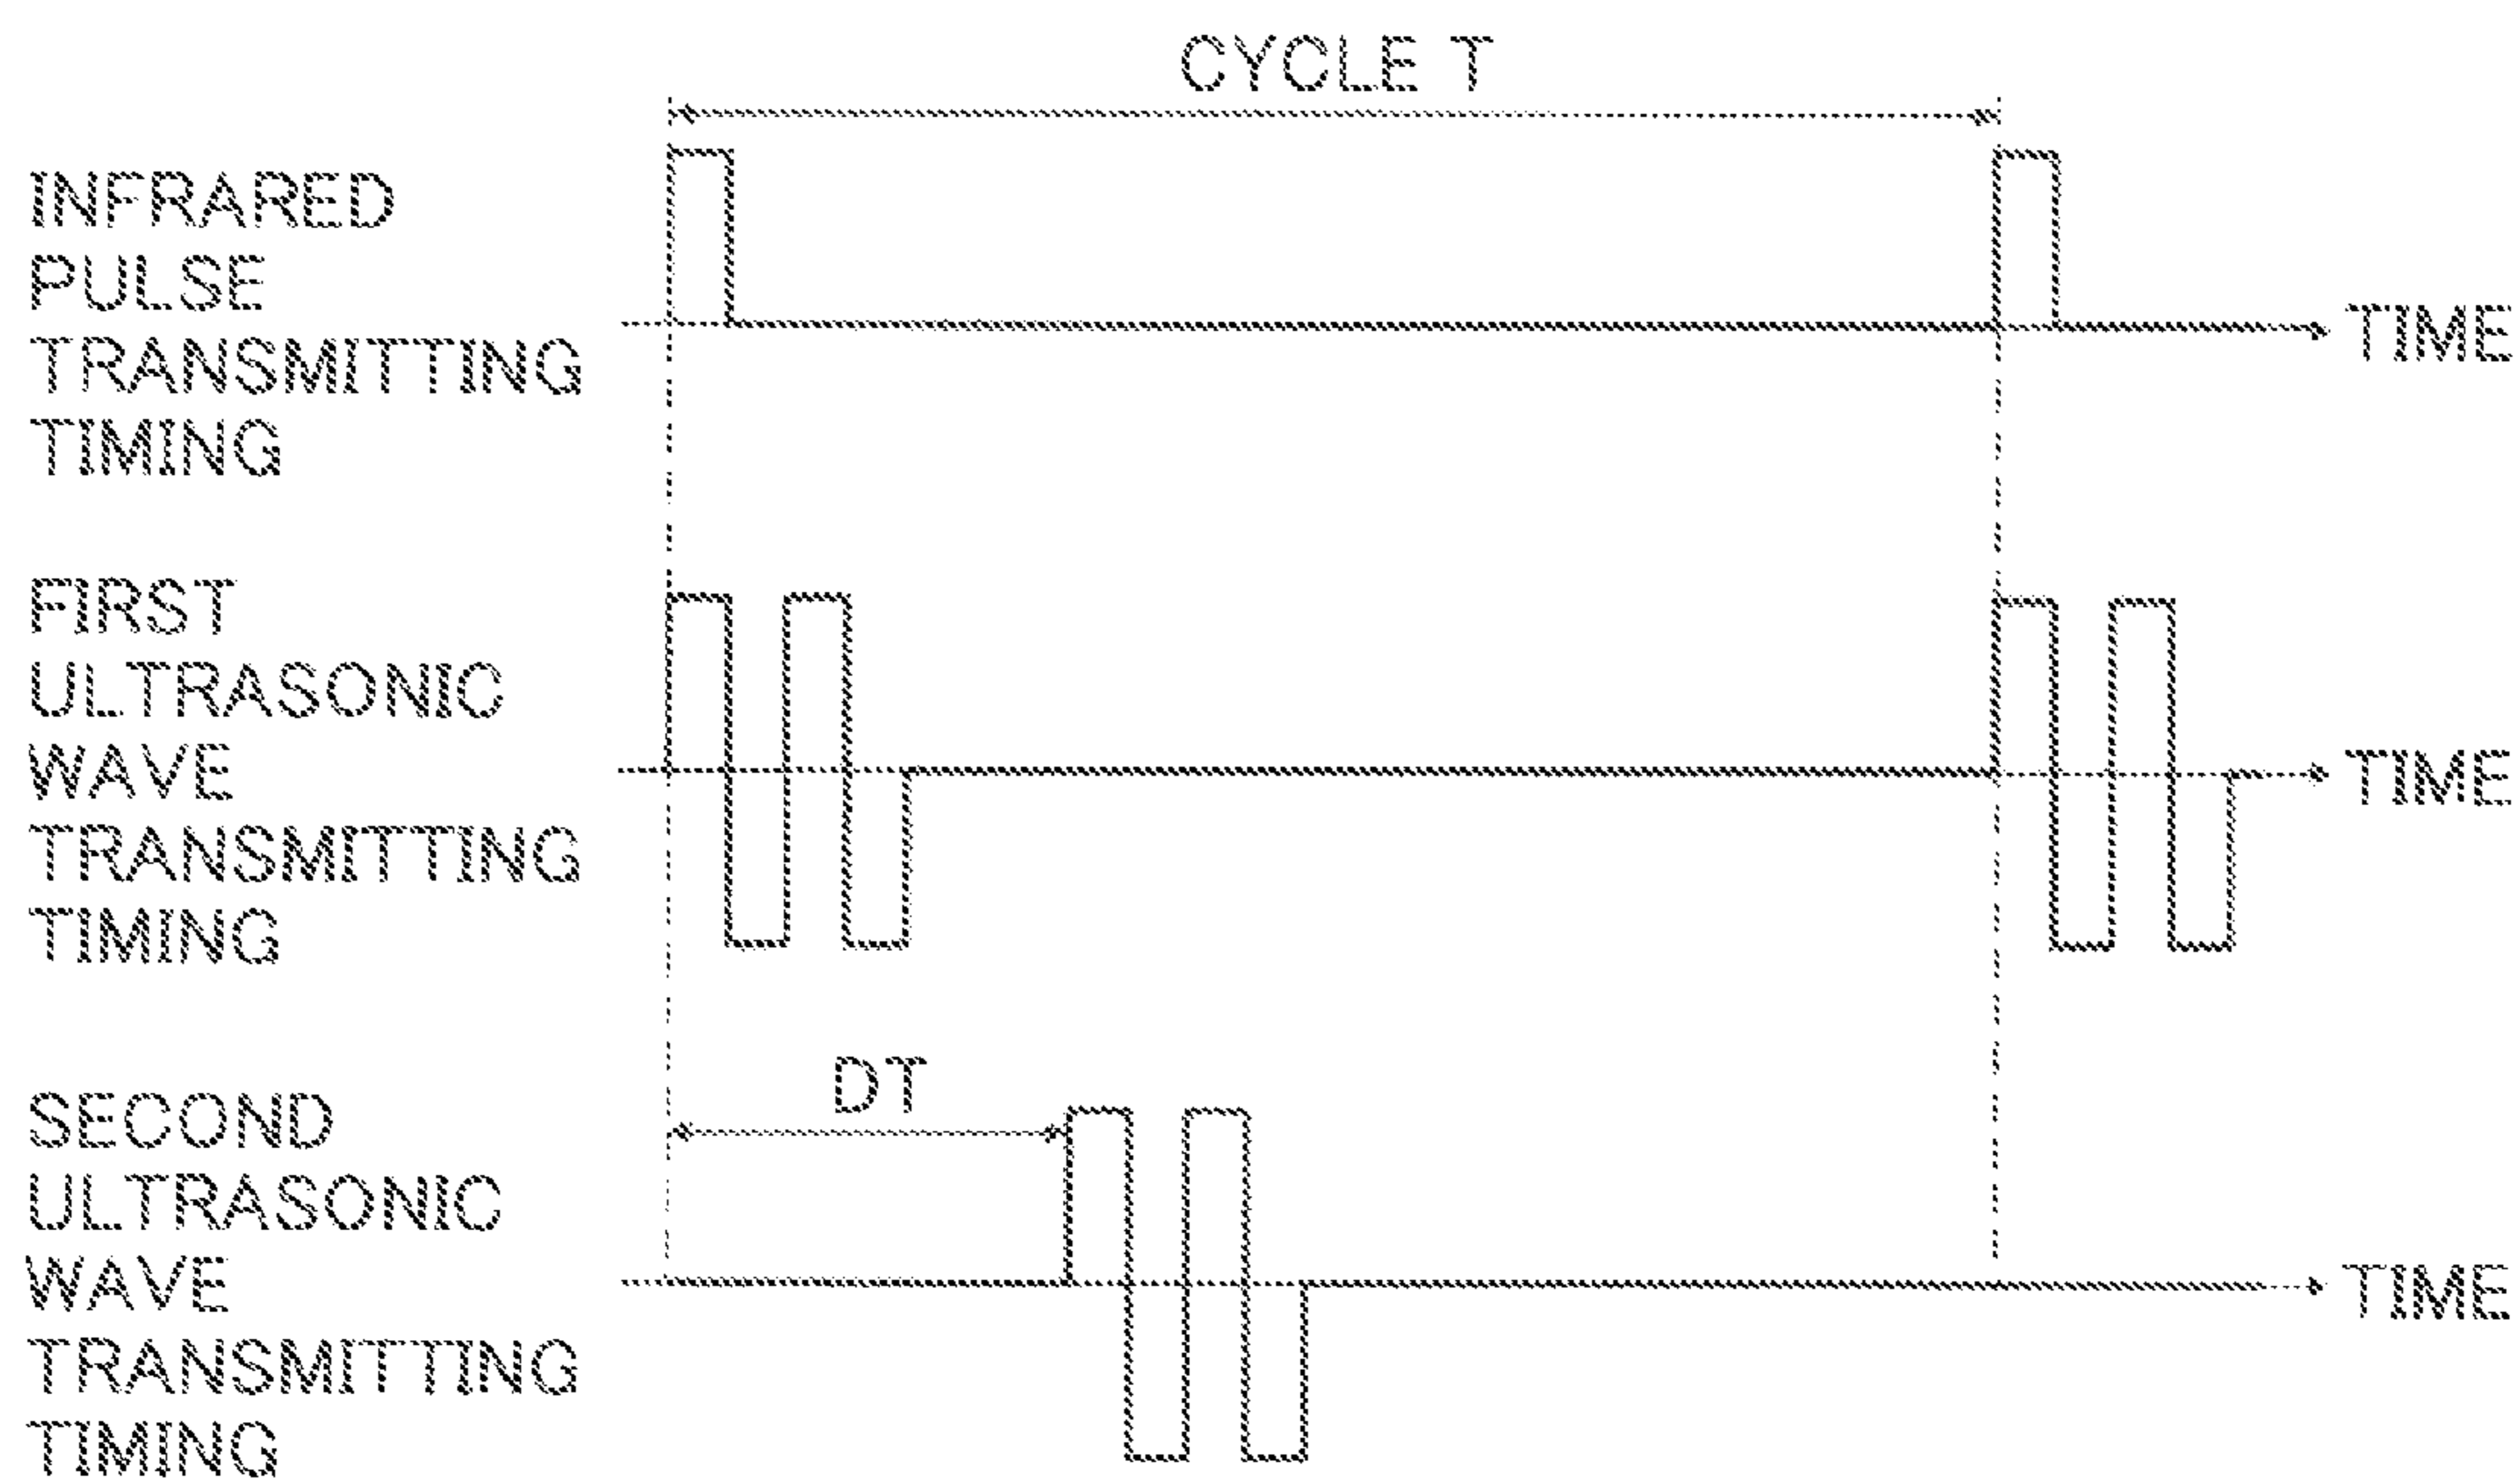 CYCLE T
INFRARED
PULSE
TRANSMITTING
TIMING
TIME
FIRST
ULTRASONIC
WAVE
TRANSMITTING
TIMING
TIME
DT
SECOND
ULTRASONIC
WAVE
TRANSMITTING
TIMING
TIME